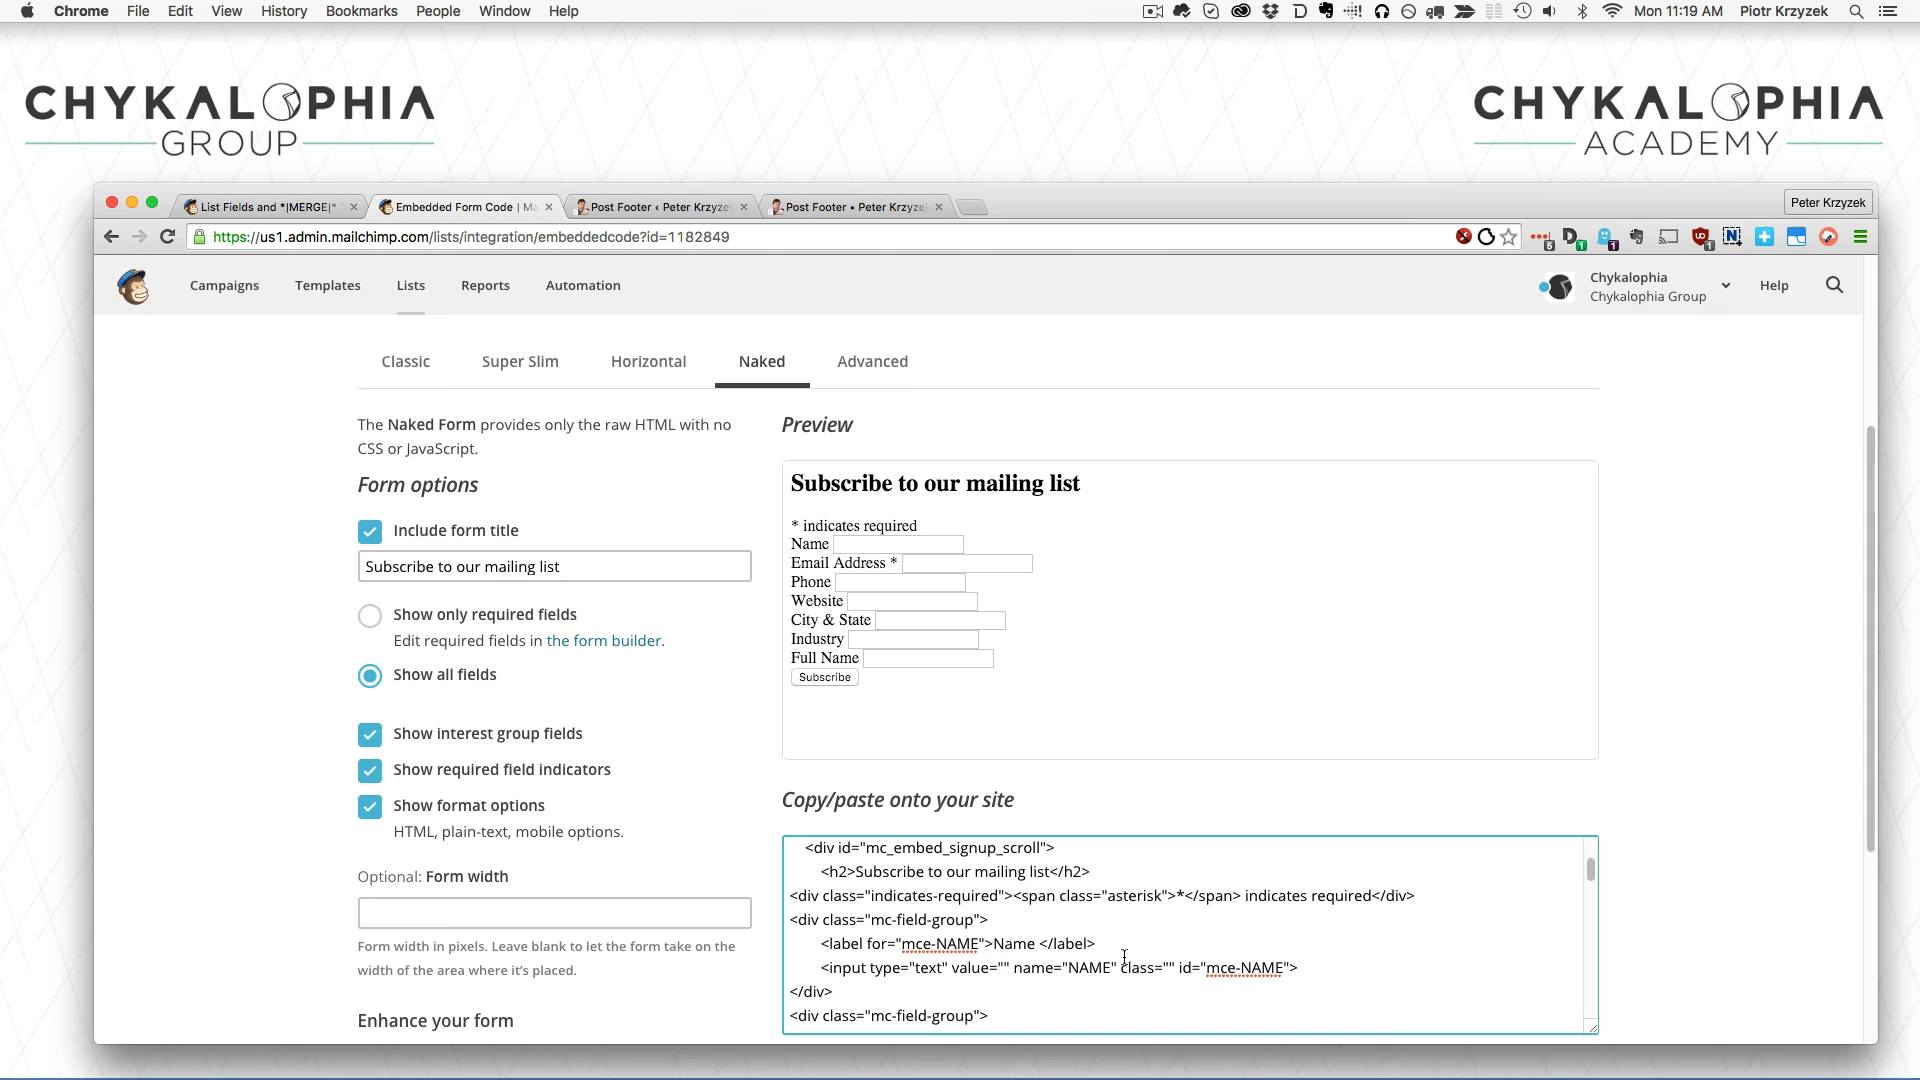 Chrome File Edit View History Bookmarks People Window Help Mon 11:19 AM Piotr Krzyzek
CHYKALOPHIA
GROUP
CHYKALOPHIA
ACADEMY
List Fields and *|MERGE|* Embedded Form Code | Ma Post Footer ‹ Peter Krzyze Post Footer • Peter Krzyze Peter Krzyzek
https://us1.admin.mailchimp.com/lists/integration/embeddedcode?id=1182849
Campaigns Templates Lists Reports Automation
Chykalophia
Chykalophia Group
Help
Classic Super Slim Horizontal Naked Advanced
The Naked Form provides only the raw HTML with no
CSS or JavaScript.
Form options
Include form title
Subscribe to our mailing list
Show only required fields
Edit required fields in the form builder.
Show all fields
Show interest group fields
Show required field indicators
Show format options
HTML, plain-text, mobile options.
Optional: Form width
Form width in pixels. Leave blank to let the form take on the
width of the area where it's placed.
Enhance your form
Preview
Subscribe to our mailing list
* indicates required
Name
Email Address *
Phone
Website
City & State
Industry
Full Name
Subscribe
Copy/paste onto your site
<div id="mc_embed_signup_scroll">
<h2>Subscribe to our mailing list</h2>
<div class="indicates-required"><span class="asterisk">*</span> indicates required</div>
<div class="mc-field-group">
<label for="mce-NAME">Name </label>
<input type="text" value="" name="NAME" class="" id="mce-NAME">
</div>
<div class="mc-field-group">